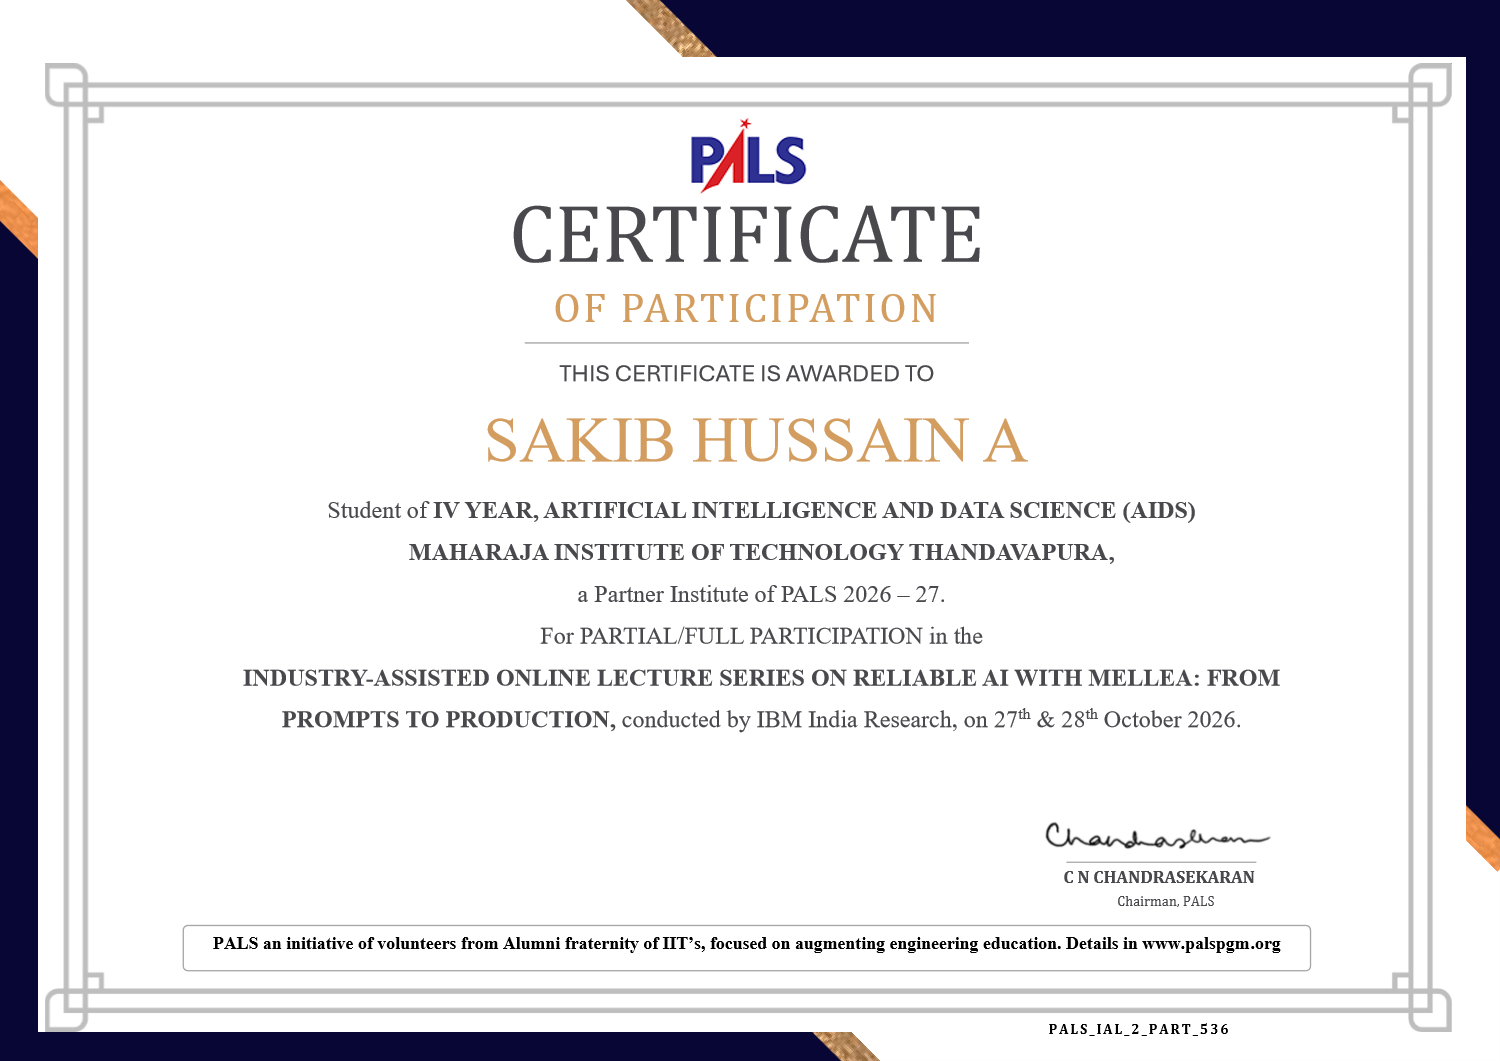 PALS
CERTIFICATE
OF PARTICIPATION
THIS CERTIFICATE IS AWARDED TO
SAKIB HUSSAIN A
Student of IV YEAR, ARTIFICIAL INTELLIGENCE AND DATA SCIENCE (AIDS)
MAHARAJA INSTITUTE OF TECHNOLOGY THANDAVAPURA,
a Partner Institute of PALS 2026 – 27.
For PARTIAL/FULL PARTICIPATION in the
INDUSTRY-ASSISTED ONLINE LECTURE SERIES ON RELIABLE AI WITH MELLEA: FROM
PROMPTS TO PRODUCTION, conducted by IBM India Research, on 27th & 28th October 2026.
Chandrasekaran
C N CHANDRASEKARAN
Chairman, PALS
PALS an initiative of volunteers from Alumni fraternity of IIT’s, focused on augmenting engineering education. Details in www.palspgm.org
PALS_IAL_2_PART_536